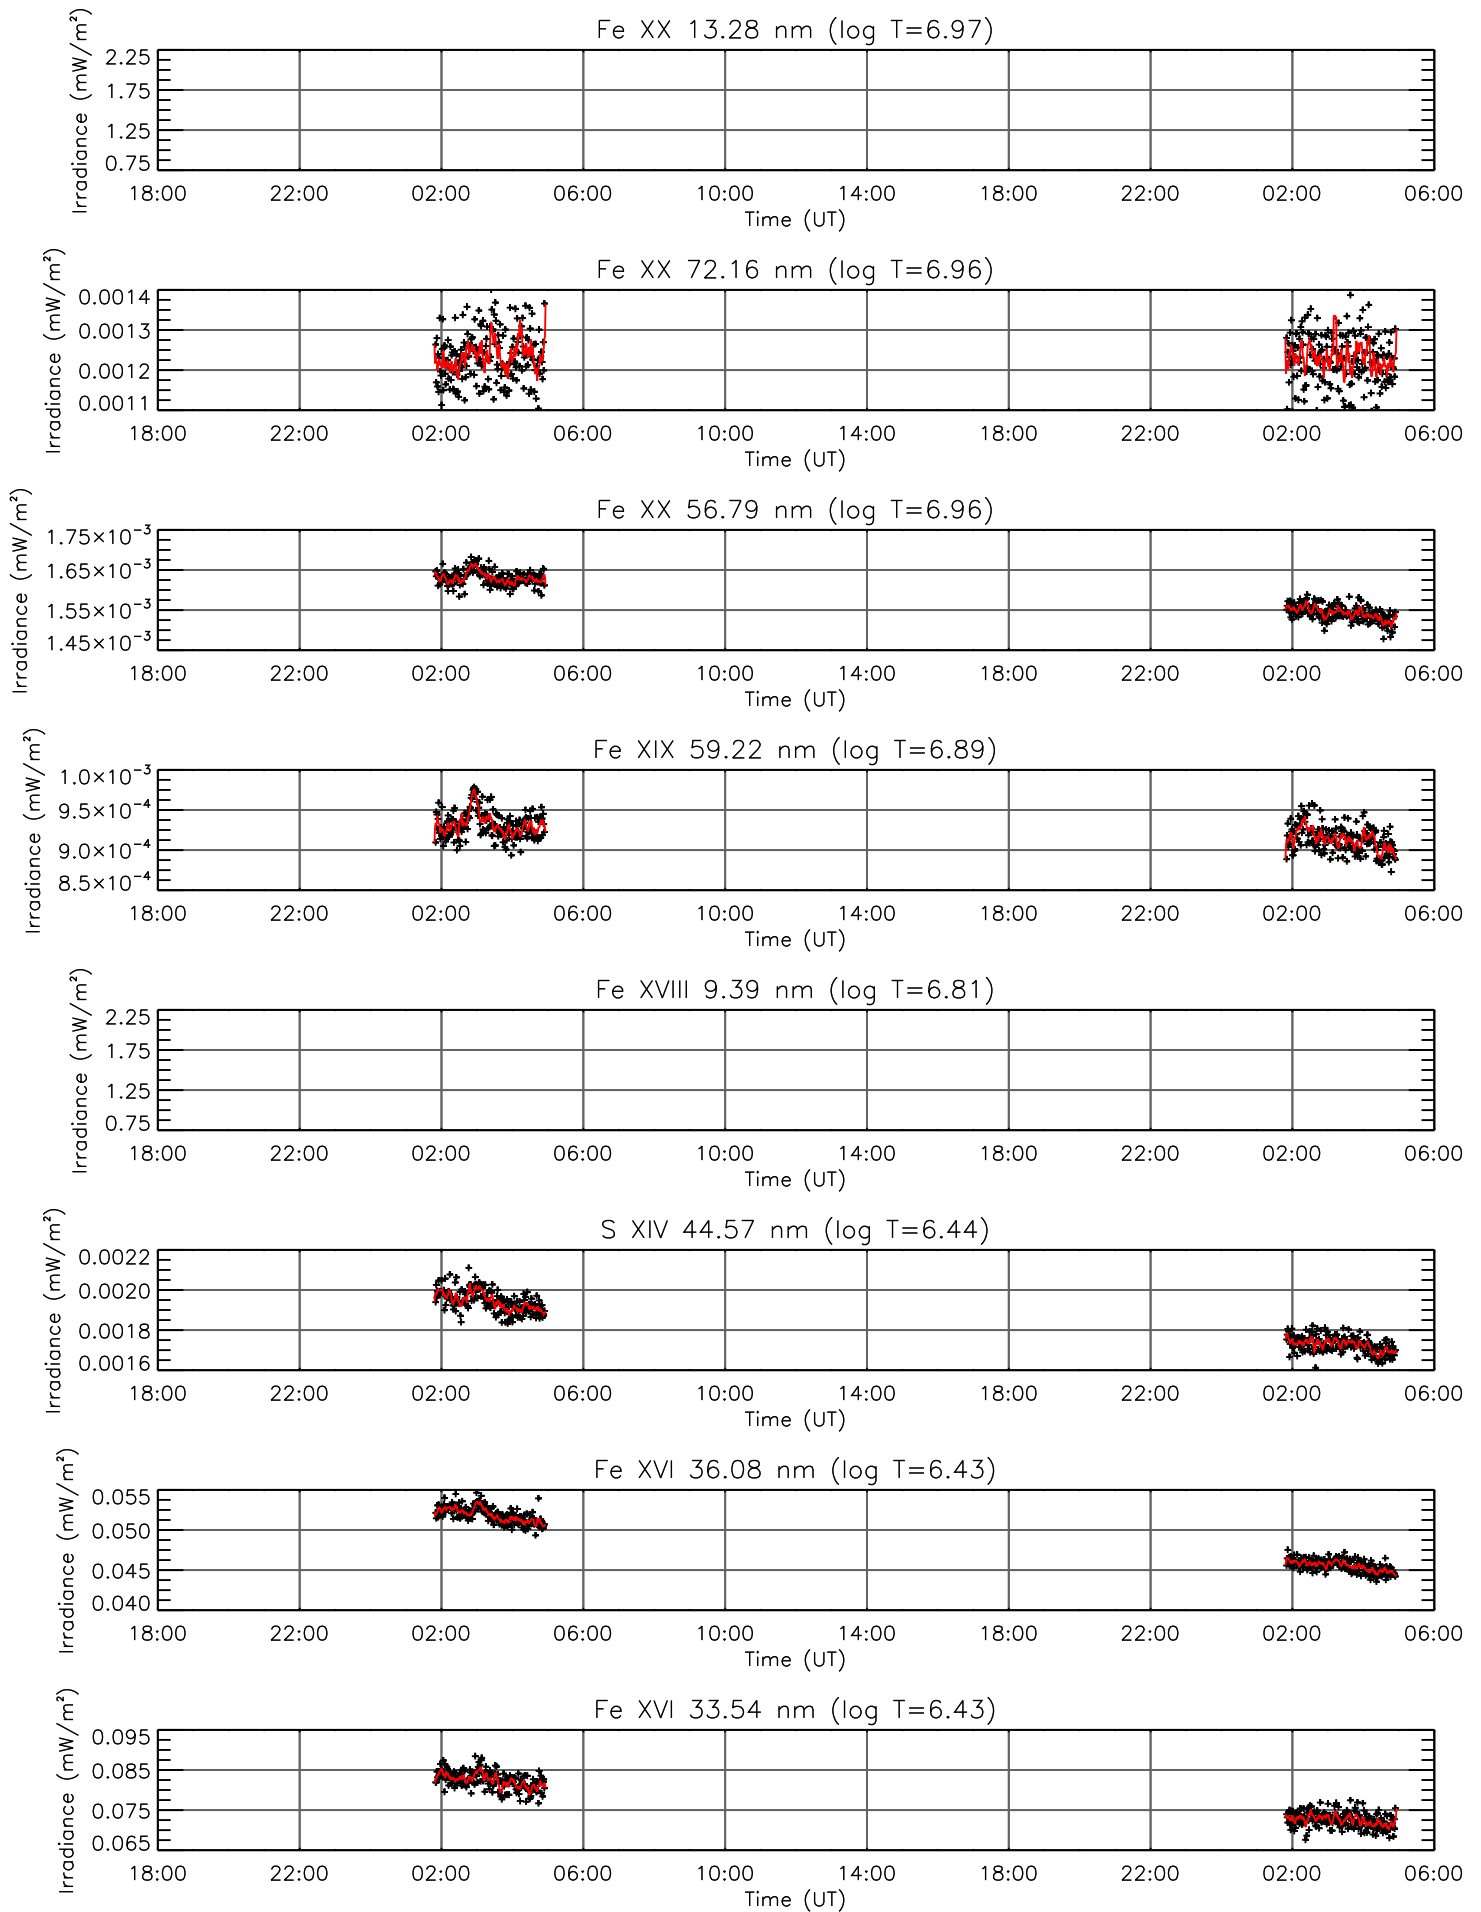 Fe XX 13.28 nm (log T=6.97)
Irradiance (mW/m²)
2.25
1.75
1.25
0.75
18:00 22:00 02:00 06:00 10:00 14:00 18:00 22:00 02:00 06:00
Time (UT)
Fe XX 72.16 nm (log T=6.96)
Irradiance (mW/m²)
0.0014
0.0013
0.0012
0.0011
18:00 22:00 02:00 06:00 10:00 14:00 18:00 22:00 02:00 06:00
Time (UT)
Fe XX 56.79 nm (log T=6.96)
Irradiance (mW/m²)
1.75×10⁻³
1.65×10⁻³
1.55×10⁻³
1.45×10⁻³
18:00 22:00 02:00 06:00 10:00 14:00 18:00 22:00 02:00 06:00
Time (UT)
Fe XIX 59.22 nm (log T=6.89)
Irradiance (mW/m²)
1.0×10⁻³
9.5×10⁻⁴
9.0×10⁻⁴
8.5×10⁻⁴
18:00 22:00 02:00 06:00 10:00 14:00 18:00 22:00 02:00 06:00
Time (UT)
Fe XVIII 9.39 nm (log T=6.81)
Irradiance (mW/m²)
2.25
1.75
1.25
0.75
18:00 22:00 02:00 06:00 10:00 14:00 18:00 22:00 02:00 06:00
Time (UT)
S XIV 44.57 nm (log T=6.44)
Irradiance (mW/m²)
0.0022
0.0020
0.0018
0.0016
18:00 22:00 02:00 06:00 10:00 14:00 18:00 22:00 02:00 06:00
Time (UT)
Fe XVI 36.08 nm (log T=6.43)
Irradiance (mW/m²)
0.055
0.050
0.045
0.040
18:00 22:00 02:00 06:00 10:00 14:00 18:00 22:00 02:00 06:00
Time (UT)
Fe XVI 33.54 nm (log T=6.43)
Irradiance (mW/m²)
0.095
0.085
0.075
0.065
18:00 22:00 02:00 06:00 10:00 14:00 18:00 22:00 02:00 06:00
Time (UT)